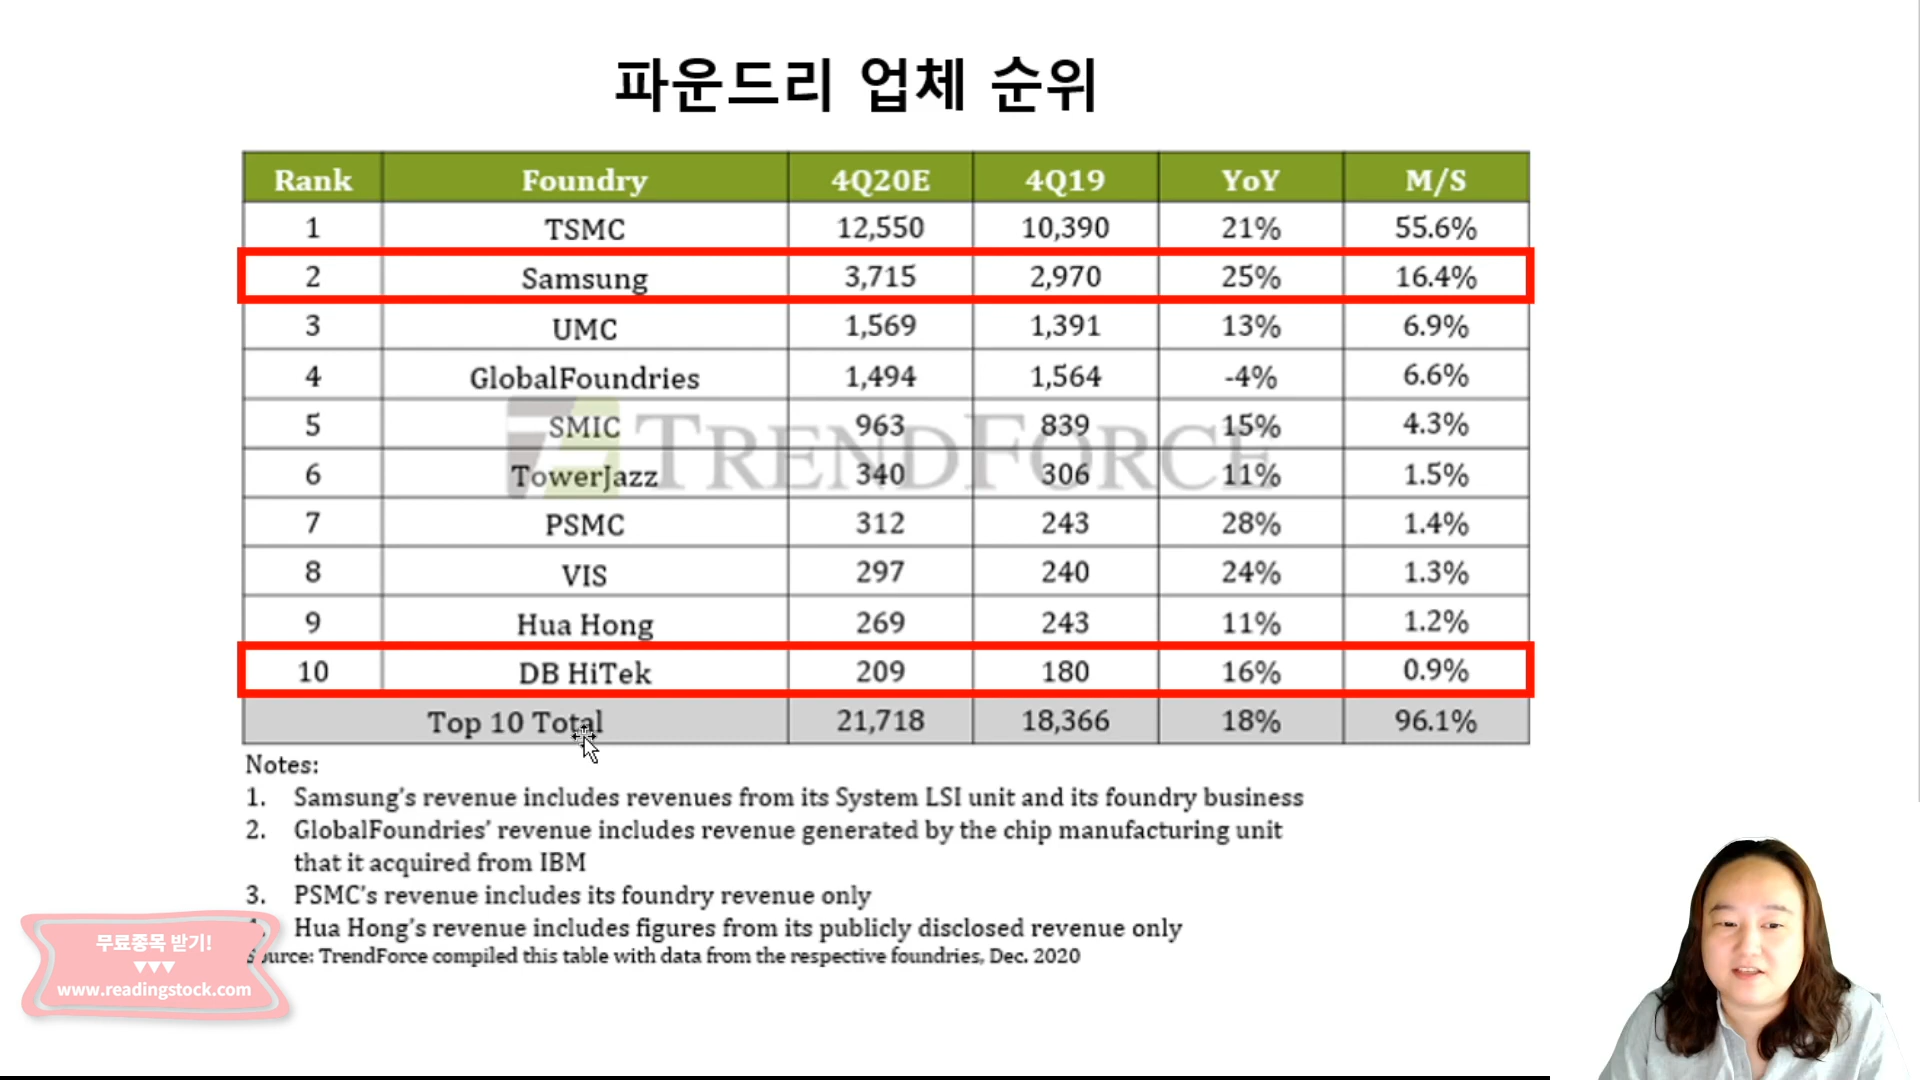 파운드리 업체 순위
Rank Foundry 4Q20E 4Q19 YoY M/S
1 TSMC 12,550 10,390 21% 55.6%
2 Samsung 3,715 2,970 25% 16.4%
3 UMC 1,569 1,391 13% 6.9%
4 GlobalFoundries 1,494 1,564 -4% 6.6%
5 SMIC 963 839 15% 4.3%
TRENDFORCE
6 TowerJazz 340 306 11% 1.5%
7 PSMC 312 243 28% 1.4%
8 VIS 297 240 24% 1.3%
9 Hua Hong 269 243 11% 1.2%
10 DB HiTek 209 180 16% 0.9%
Top 10 Total 21,718 18,366 18% 96.1%
Notes:
1. Samsung's revenue includes revenues from its System LSI unit and its foundry business
2. GlobalFoundries' revenue includes revenue generated by the chip manufacturing unit
that it acquired from IBM
3. PSMC's revenue includes its foundry revenue only
Hua Hong's revenue includes figures from its publicly disclosed revenue only
Source: TrendForce compiled this table with data from the respective foundries, Dec. 2020
무료종목 받기!
▼▼▼
www.readingstock.com